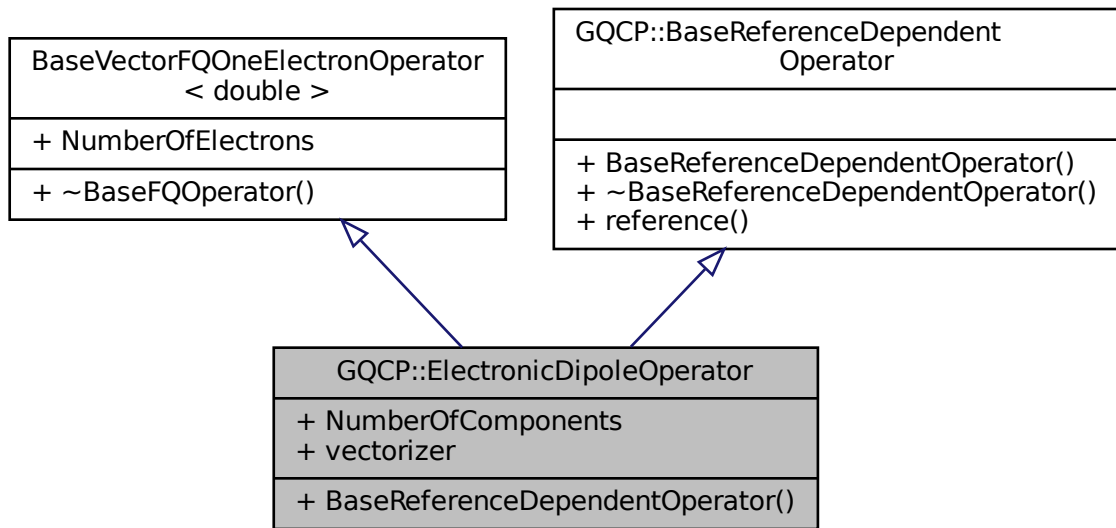 BaseVectorFQOneElectronOperator
< double >
+ NumberOfElectrons
+ ~BaseFQOperator()
GQCP::BaseReferenceDependent
Operator
+ BaseReferenceDependentOperator()
+ ~BaseReferenceDependentOperator()
+ reference()
GQCP::ElectronicDipoleOperator
+ NumberOfComponents
+ vectorizer
+ BaseReferenceDependentOperator()